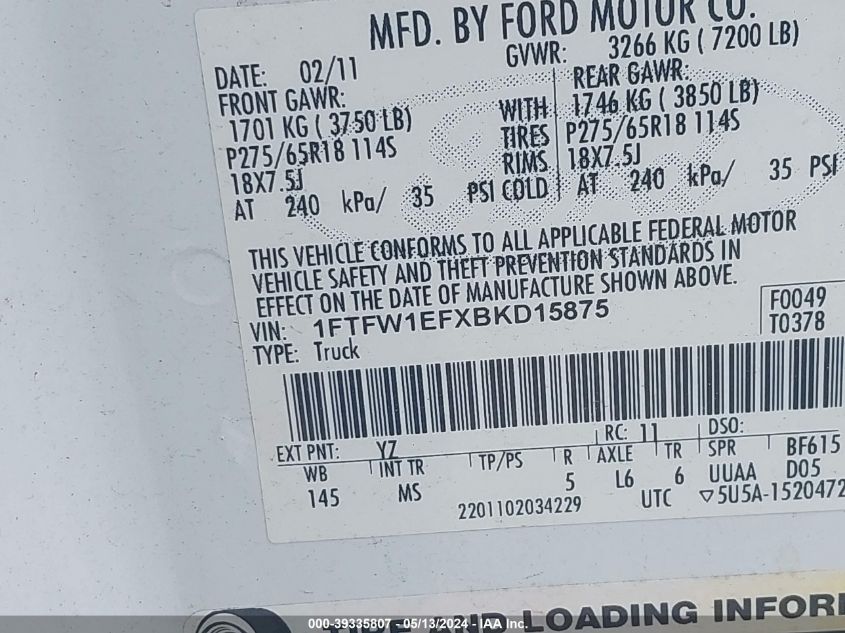 MFD. BY FORD MOTOR CO.
DATE: 02/11 GVWR: 3266 KG ( 7200 LB)
FRONT GAWR: REAR GAWR:
1701 KG ( 3750 LB) WITH 1746 KG ( 3850 LB)
P275/65R18 114S TIRES P275/65R18 114S
18X7.5J RIMS 18X7.5J
AT 240 kPa/ 35 PSI COLD AT 240 kPa/ 35 PSI
THIS VEHICLE CONFORMS TO ALL APPLICABLE FEDERAL MOTOR
VEHICLE SAFETY AND THEFT PREVENTION STANDARDS IN
EFFECT ON THE DATE OF MANUFACTURE SHOWN ABOVE.
VIN: 1FTFW1EFXBKD15875 F0049
TYPE: Truck T0378
EXT PNT: YZ RC: 11 DSO:
WB INT TR TP/PS R AXLE TR SPR BF615
145 MS 5 L6 6 UUAA D05
2201102034229 UTC ▽5U5A-1520472
TIRE AND LOADING INFOR
000-39335807 - 05/13/2024 - IAA Inc.